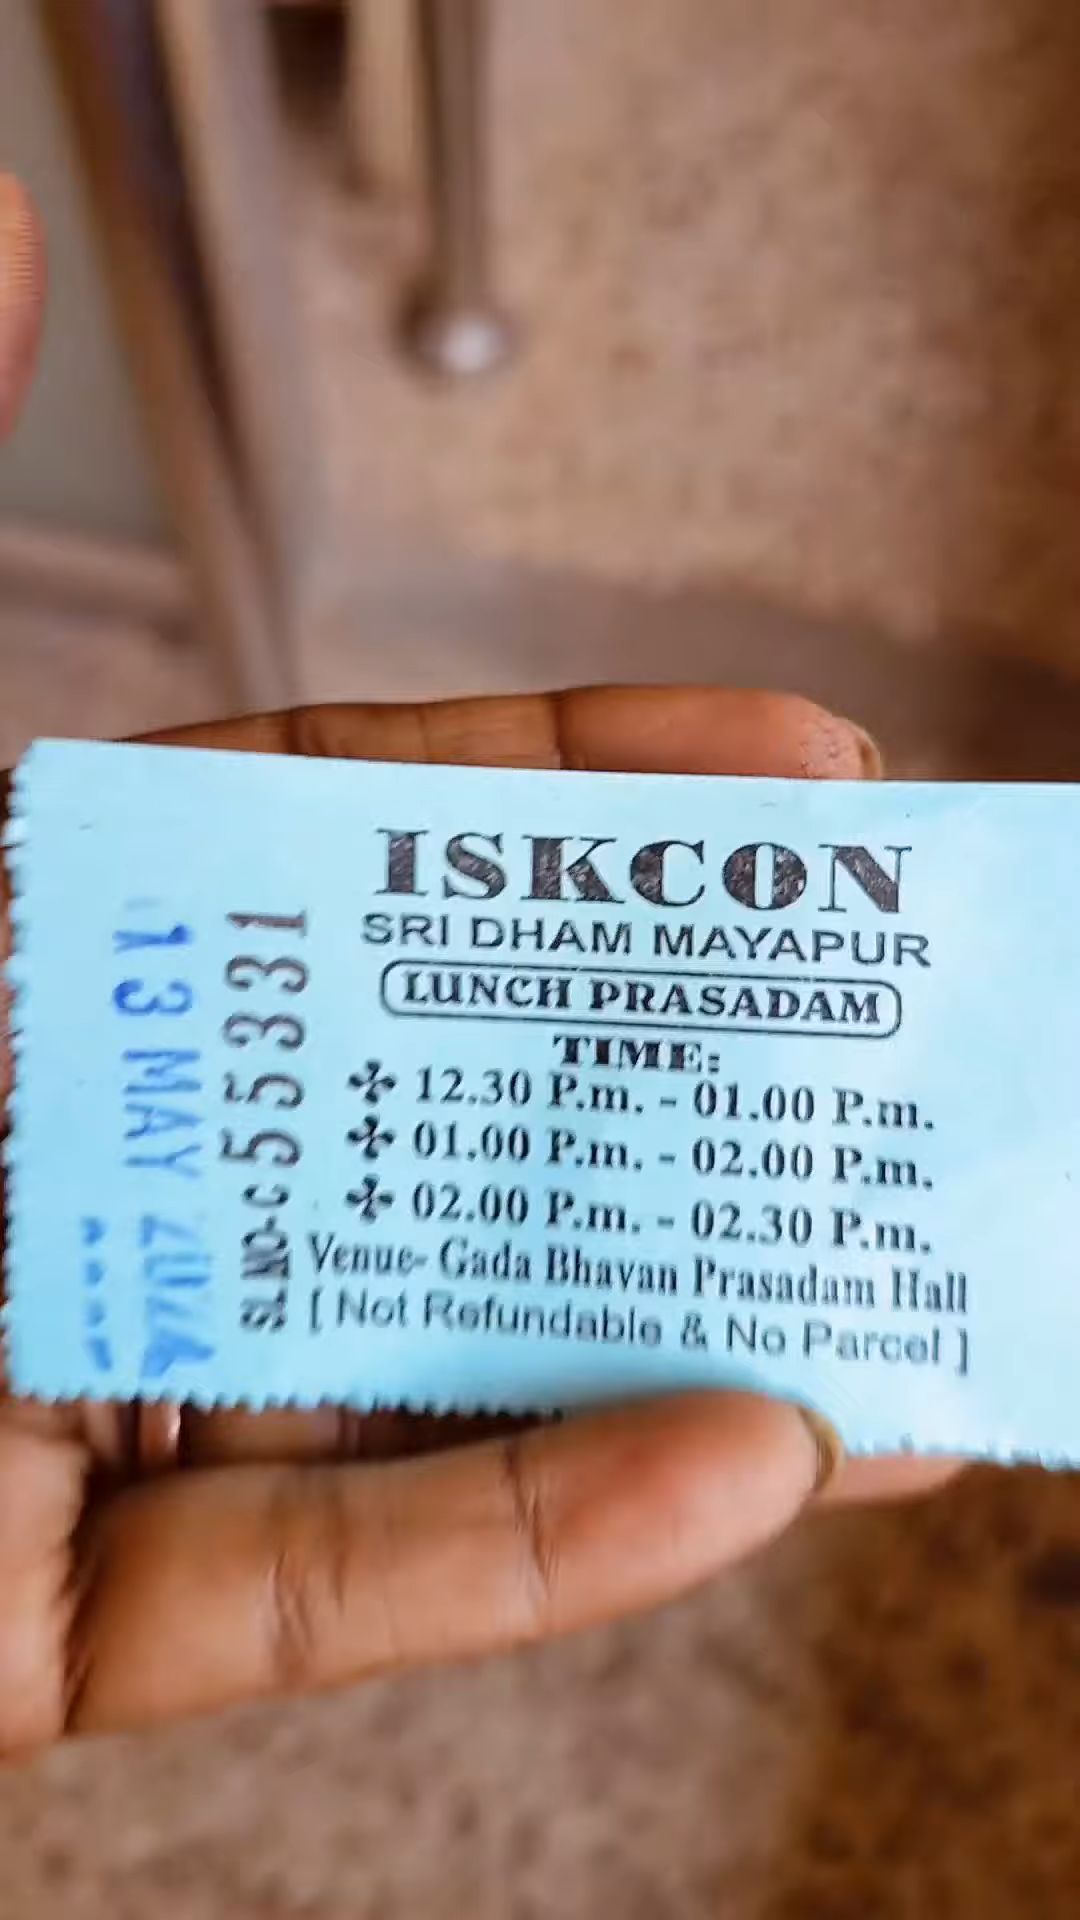 ISKCON
SRI DHAM MAYAPUR
LUNCH PRASADAM
TIME:
12.30 P.m. - 01.00 P.m.
01.00 P.m. - 02.00 P.m.
02.00 P.m. - 02.30 P.m.
Venue- Gada Bhavan Prasadam Hall
[ Not Refundable & No Parcel ]
SL.NO-C 55331
13 MAY